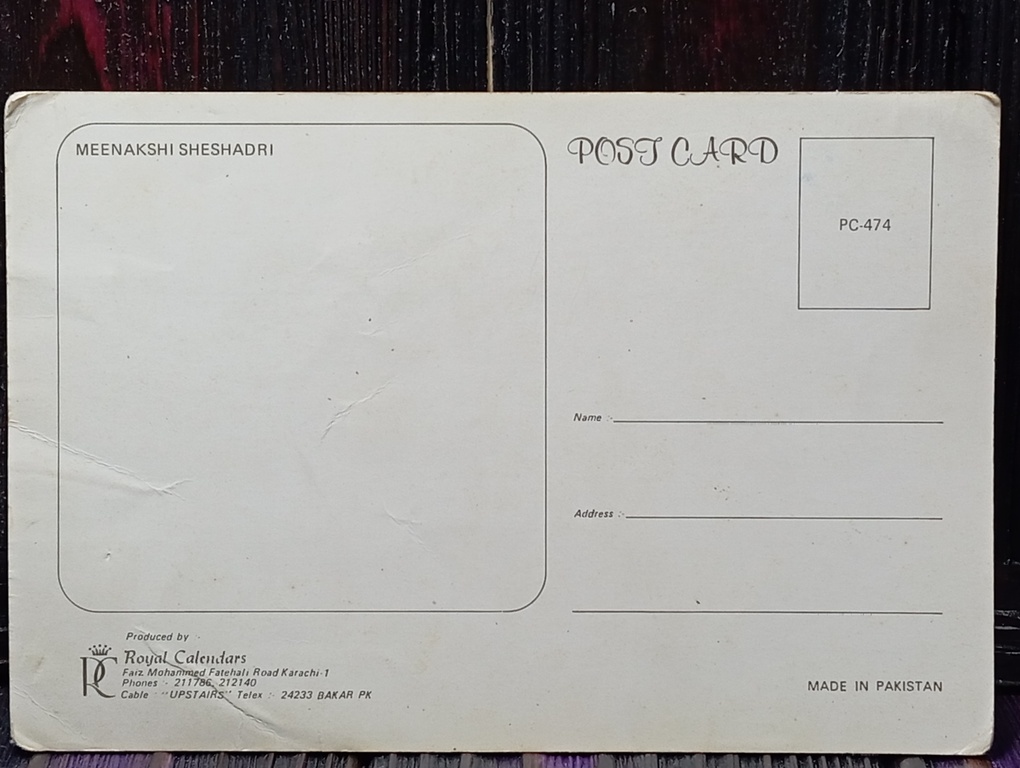 MEENAKSHI SHESHADRI
POST CARD
PC-474
Name :-
Address :-
Produced by :-
RC
Royal Calendars
Faiz Mohammed Fatehali Road Karachi-1
Phones :- 211786, 212140
Cable :- "UPSTAIRS" Telex :- 24233 BAKAR PK
MADE IN PAKISTAN